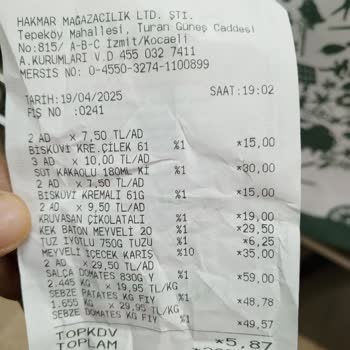 HAKMAR MAĞAZACILIK LTD. ŞTİ.
Tepeköy Mahallesi, Turan Güneş Caddesi
No:815/ A-B-C İzmit/Kocaeli
A.KURUMLARI V.D 455 032 7411
MERSIS NO: 0-4550-3274-1100899
TARİH:19/04/2025 SAAT:19:02
FİŞ NO :0241
2 AD x 7,50 TL/AD
BİSKÜVİ KRE.ÇİLEK 61 %1 *15,00
3 AD x 10,00 TL/AD
SÜT KAKAOLU 180ML Kİ %1 *30,00
2 AD x 7,50 TL/AD
BİSKÜVİ KREMALI 61G %1 *15,00
2 AD x 9,50 TL/AD
KRUVASAN ÇİKOLATALI %1 *19,00
KEK BATON MEYVELİ 20 %1 *29,50
TUZ İYOTLU 750G TUZU %1 *6,25
MEYVELİ İÇECEK KARIŞ %10 *35,00
2 AD x 29,50 TL/AD
SALÇA DOMATES 830G Y %1 *59,00
2.445 KG x 19,95 TL/KG
SEBZE PATATES KG FİY %1 *48,78
1.655 KG x 29,95 TL/KG
SEBZE DOMATES KG FİY %1 *49,57
TOPKDV *5,87
TOPLAM